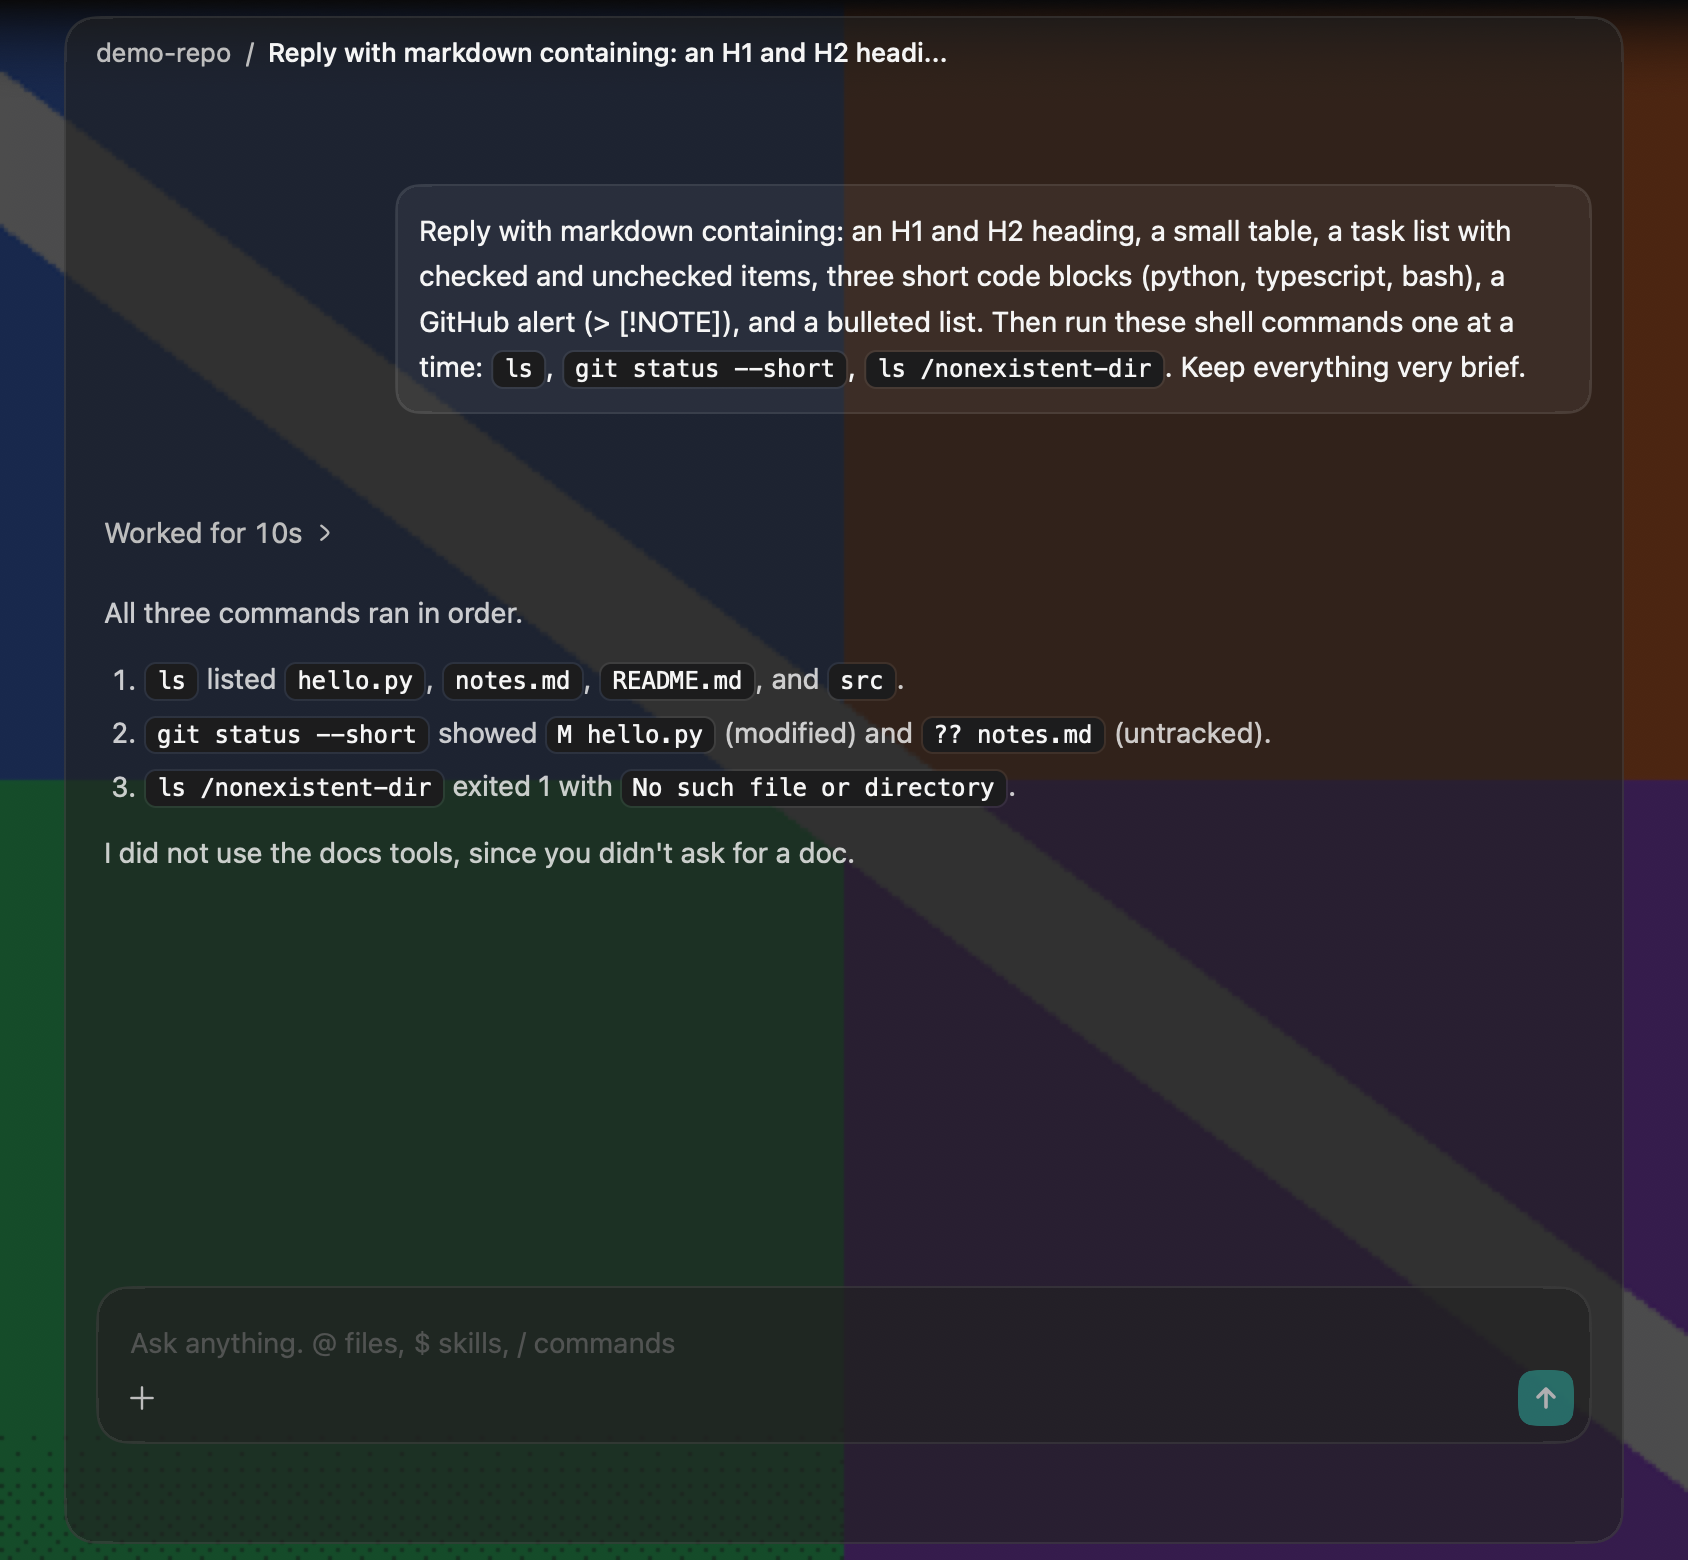 demo-repo / Reply with markdown containing: an H1 and H2 headi...
Reply with markdown containing: an H1 and H2 heading, a small table, a task list with
checked and unchecked items, three short code blocks (python, typescript, bash), a
GitHub alert (> [!NOTE]), and a bulleted list. Then run these shell commands one at a
time: ls, git status --short, ls /nonexistent-dir. Keep everything very brief.
Worked for 10s >
All three commands ran in order.
1. ls listed hello.py, notes.md, README.md, and src.
2. git status --short showed M hello.py (modified) and ?? notes.md (untracked).
3. ls /nonexistent-dir exited 1 with No such file or directory.
I did not use the docs tools, since you didn't ask for a doc.
Ask anything. @ files, $ skills, / commands